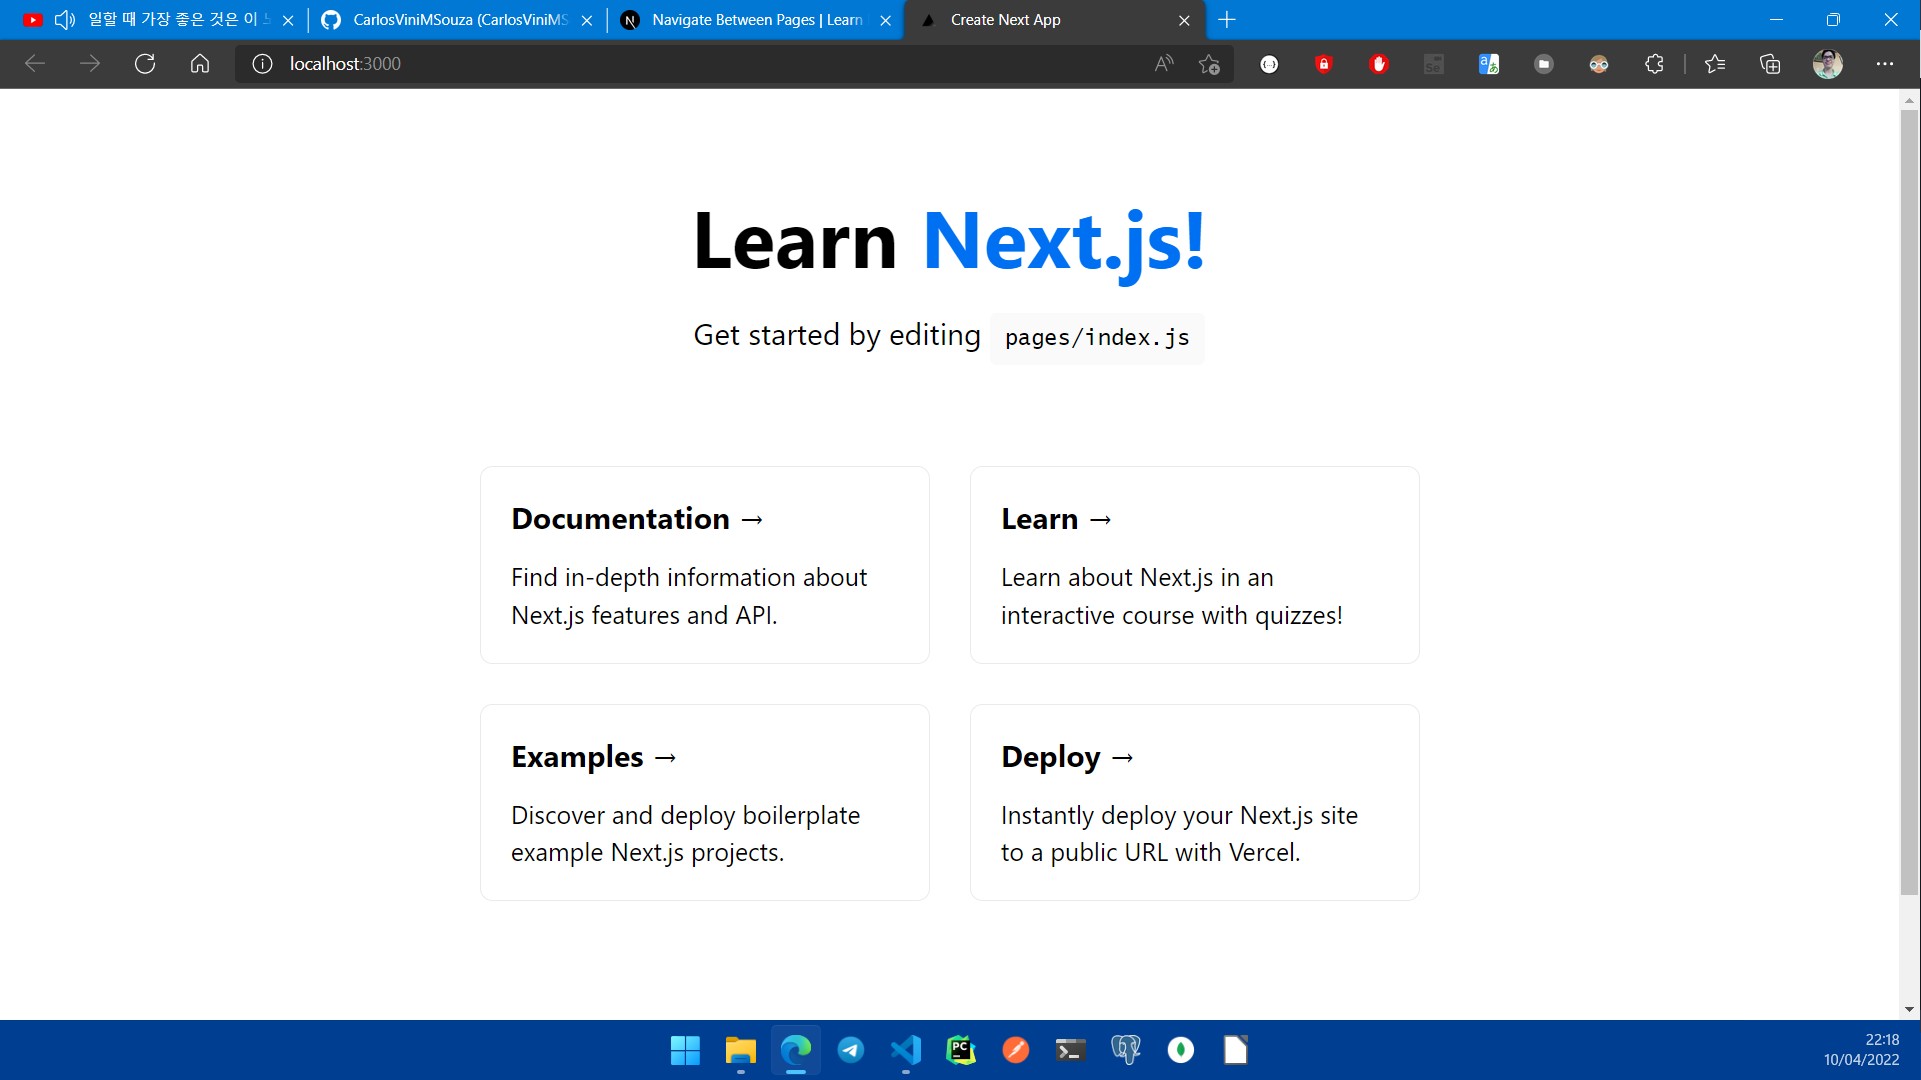 일할 때 가장 좋은 것은 이
CarlosViniMSouza (CarlosViniMS
Navigate Between Pages | Learn
Create Next App
localhost:3000
Learn Next.js!
Get started by editing pages/index.js
Documentation →
Find in-depth information about
Next.js features and API.
Learn →
Learn about Next.js in an
interactive course with quizzes!
Examples →
Discover and deploy boilerplate
example Next.js projects.
Deploy →
Instantly deploy your Next.js site
to a public URL with Vercel.
22:18
10/04/2022